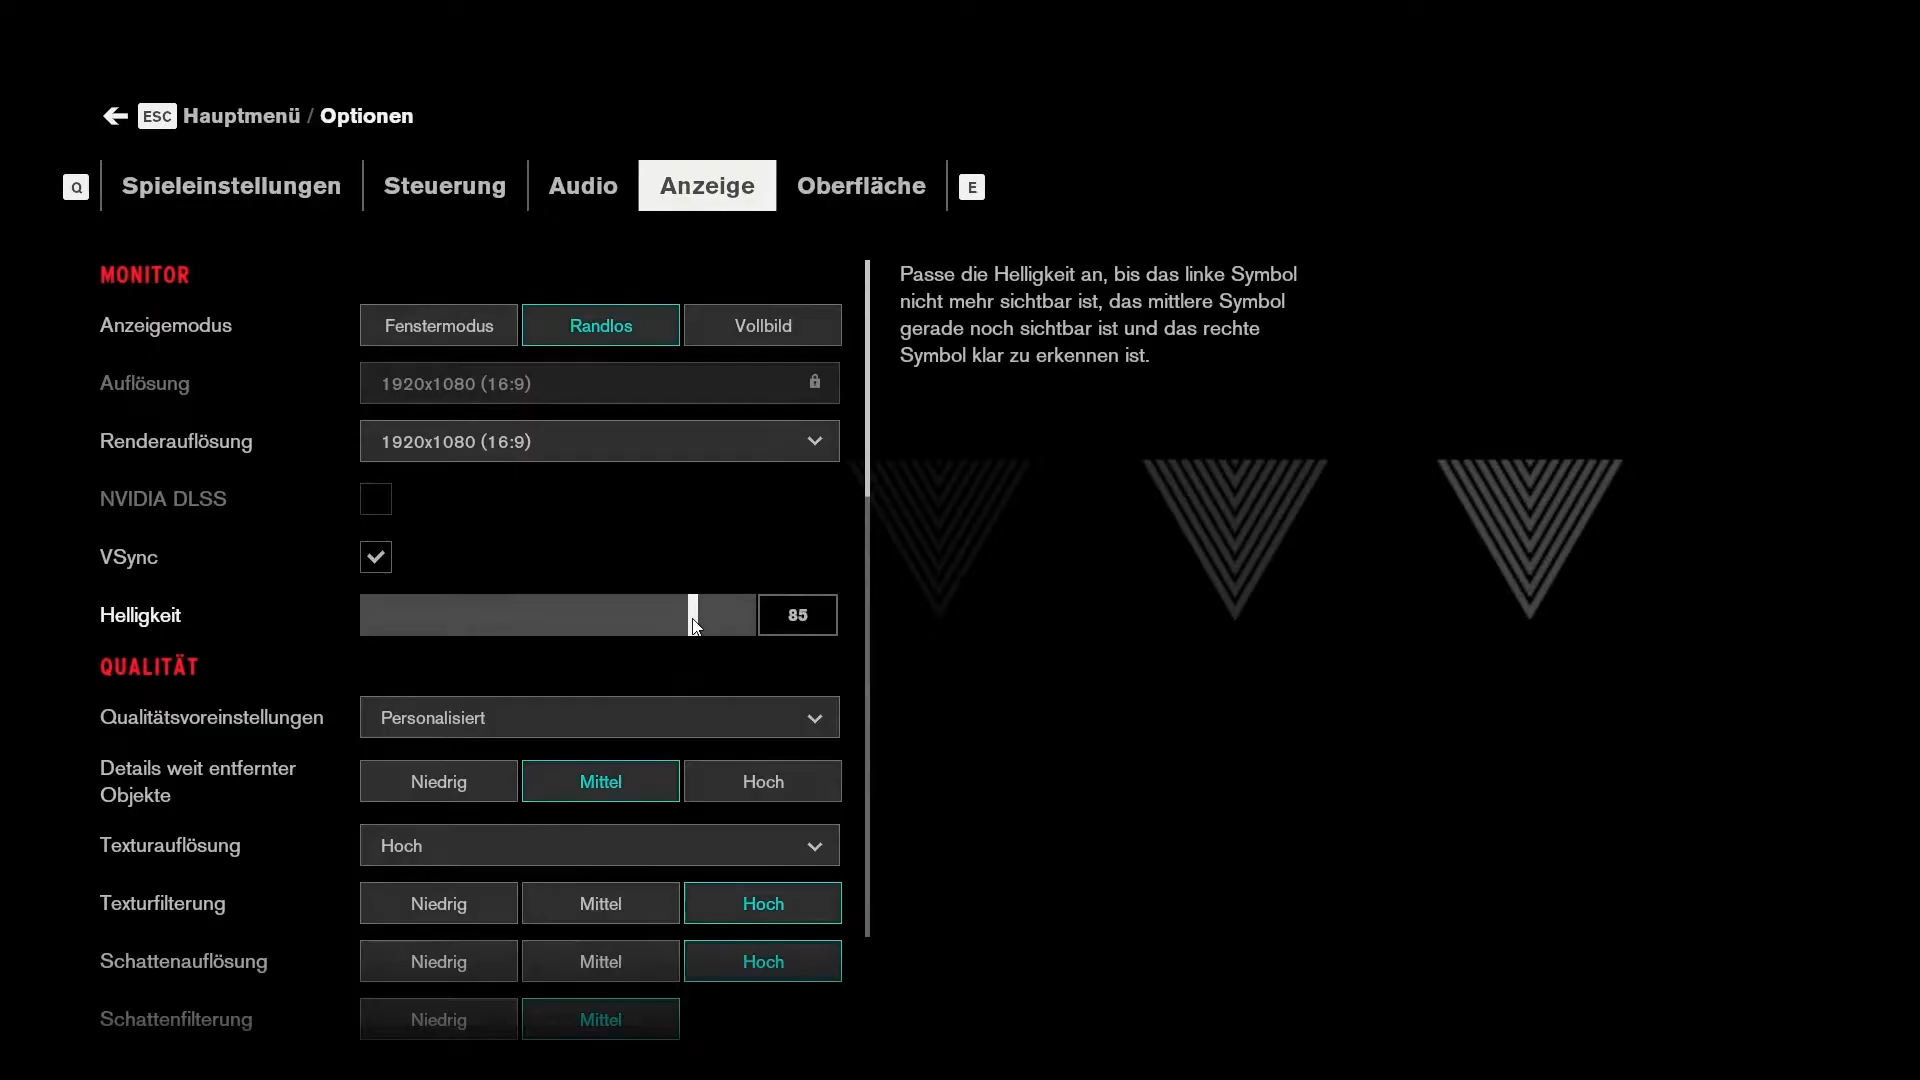 ESC Hauptmenü / Optionen
Q Spieleinstellungen Steuerung Audio Anzeige Oberfläche E
MONITOR
Anzeigemodus Fenstermodus Randlos Vollbild
Auflösung 1920x1080 (16:9)
Renderauflösung 1920x1080 (16:9)
NVIDIA DLSS
VSync
Helligkeit 85
QUALITÄT
Qualitätsvoreinstellungen Personalisiert
Details weit entfernter
Objekte
Niedrig Mittel Hoch
Texturauflösung Hoch
Texturfilterung Niedrig Mittel Hoch
Schattenauflösung Niedrig Mittel Hoch
Schattenfilterung Niedrig Mittel
Passe die Helligkeit an, bis das linke Symbol
nicht mehr sichtbar ist, das mittlere Symbol
gerade noch sichtbar ist und das rechte
Symbol klar zu erkennen ist.